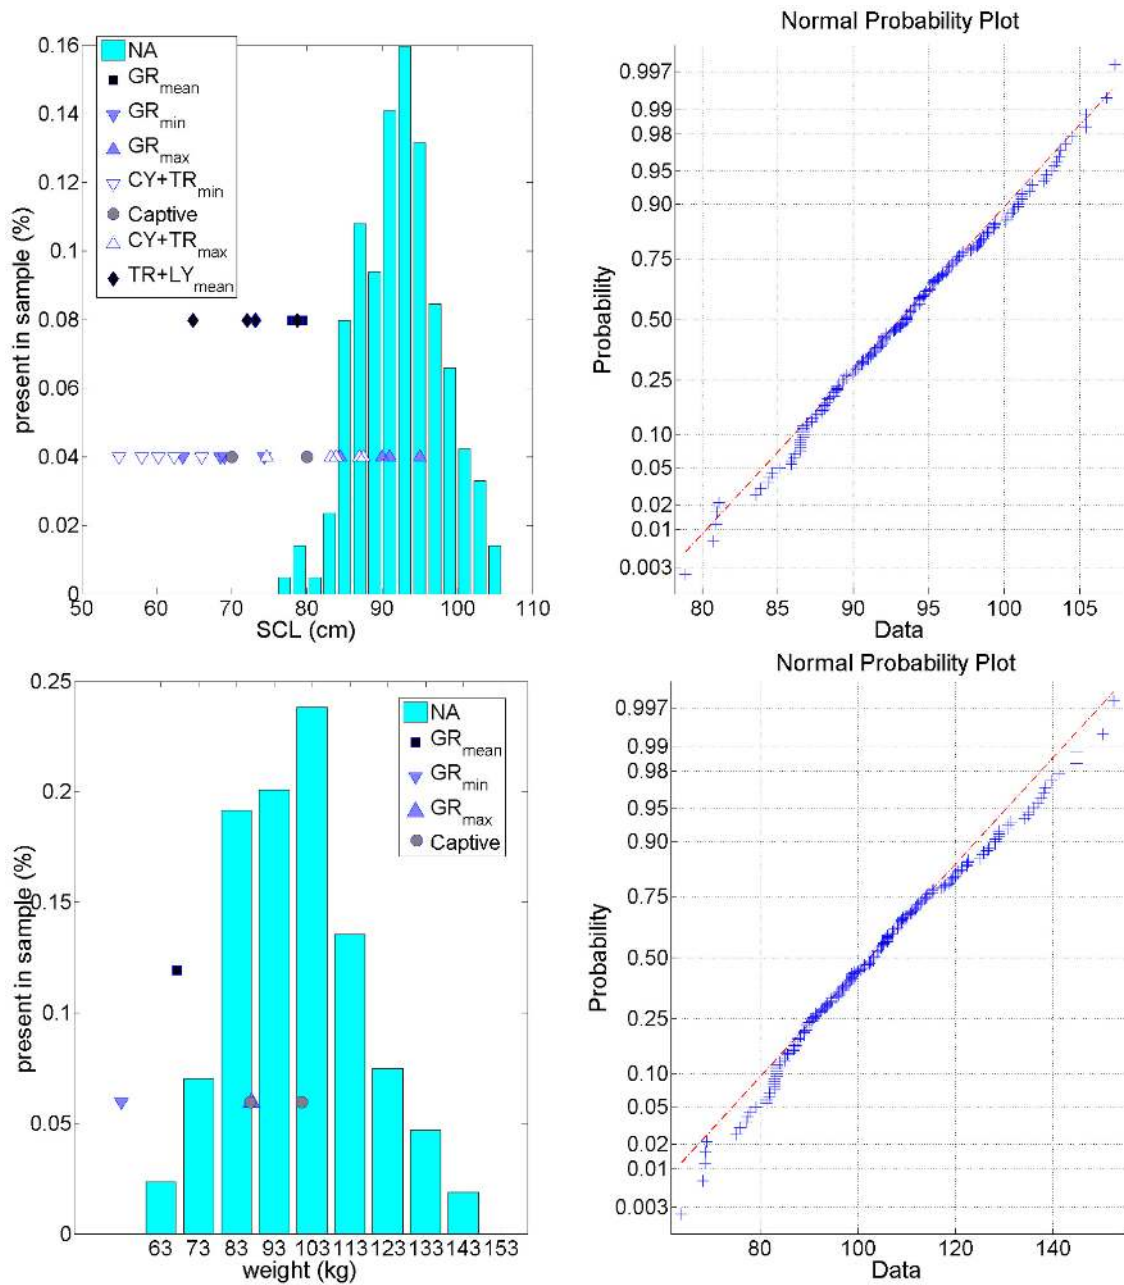 0.16
0.14
0.12
0.1
0.08
0.06
0.04
0.02
0
present in sample (%)
NA
GRmean
GRmin
GRmax
CY+TRmin
Captive
CY+TRmax
TR+LYmean
50 60 70 80 90 100 110
SCL (cm)
Normal Probability Plot
0.997
0.99
0.98
0.95
0.90
0.75
0.50
0.25
0.10
0.05
0.02
0.01
0.003
Probability
80 85 90 95 100 105
Data
0.25
0.2
0.15
0.1
0.05
0
present in sample (%)
NA
GRmean
GRmin
GRmax
Captive
63 73 83 93 103 113 123 133 143 153
weight (kg)
Normal Probability Plot
0.997
0.99
0.98
0.95
0.90
0.75
0.50
0.25
0.10
0.05
0.02
0.01
0.003
Probability
80 100 120 140
Data